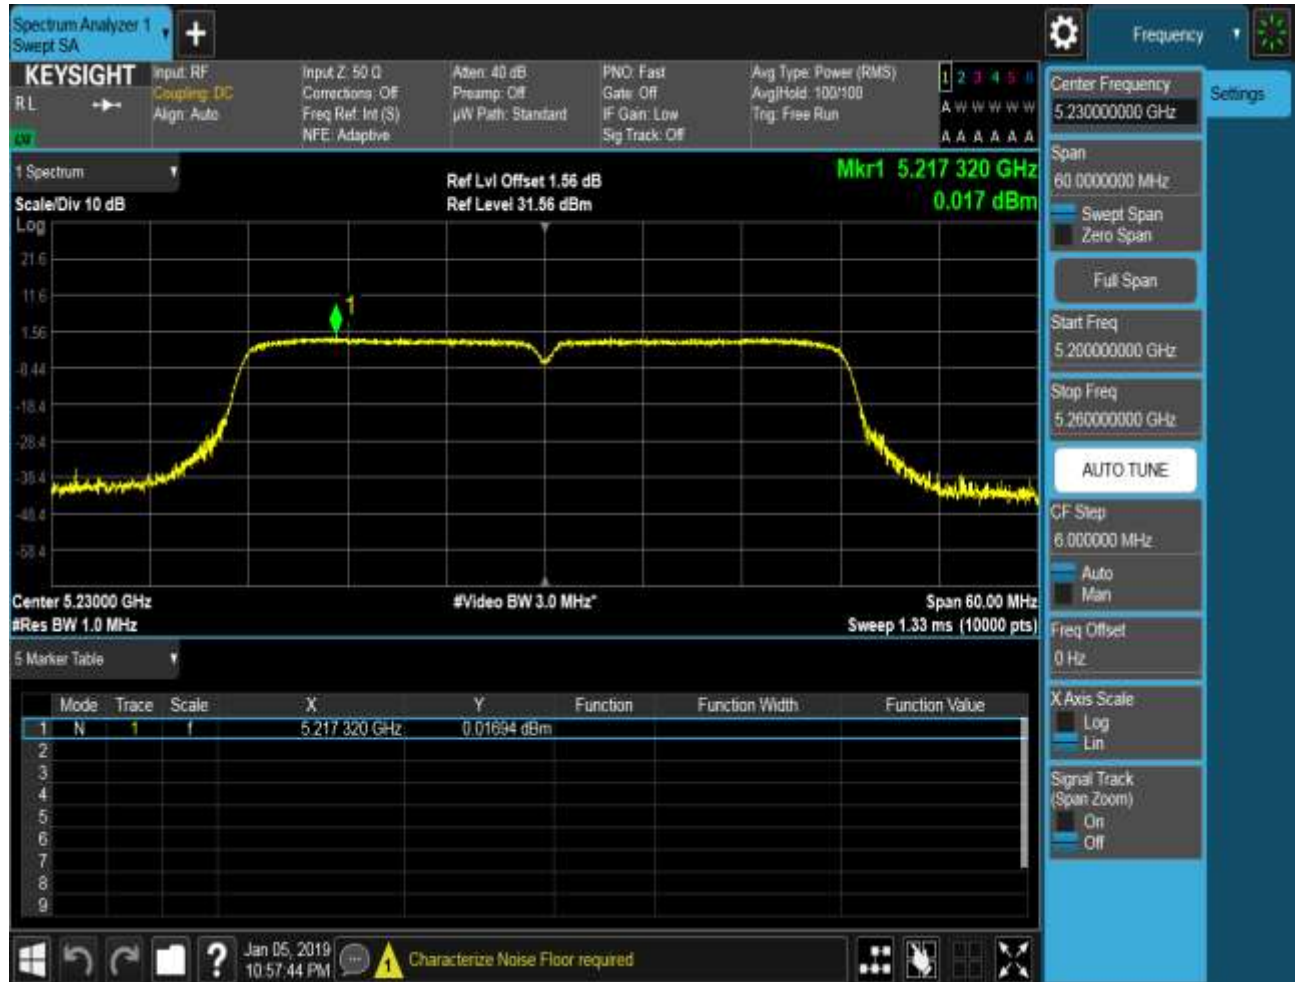 Spectrum Analyzer 1
Swept SA
Frequency
KEYSIGHT
R L
Input: RF
Coupling: DC
Align: Auto
Input Z: 50 Ω
Corrections: Off
Freq Ref: Int (S)
NFE: Adaptive
Atten: 40 dB
Preamp: Off
µW Path: Standard
PNO: Fast
Gate: Off
IF Gain: Low
Sig Track: Off
Avg Type: Power (RMS)
Avg|Hold: 100/100
Trig: Free Run
1 2 3 4 5 6
A W W W W W
A A A A A A
1 Spectrum
Scale/Div 10 dB
Log
Ref Lvl Offset 1.56 dB
Ref Level 31.56 dBm
Mkr1 5.217 320 GHz
0.017 dBm
21.6
11.6
1.56
-8.44
-18.4
-28.4
-38.4
-48.4
-58.4
1
Center 5.23000 GHz
#Res BW 1.0 MHz
#Video BW 3.0 MHz*
Span 60.00 MHz
Sweep 1.33 ms (10000 pts)
5 Marker Table
Mode Trace Scale X Y Function Function Width Function Value
1 N 1 f 5.217 320 GHz 0.01694 dBm
2
3
4
5
6
7
8
9
Jan 05, 2019
10:57:44 PM
Characterize Noise Floor required
Center Frequency
5.230000000 GHz
Settings
Span
60.0000000 MHz
Swept Span
Zero Span
Full Span
Start Freq
5.200000000 GHz
Stop Freq
5.260000000 GHz
AUTO TUNE
CF Step
6.000000 MHz
Auto
Man
Freq Offset
0 Hz
X Axis Scale
Log
Lin
Signal Track
(Span Zoom)
On
Off